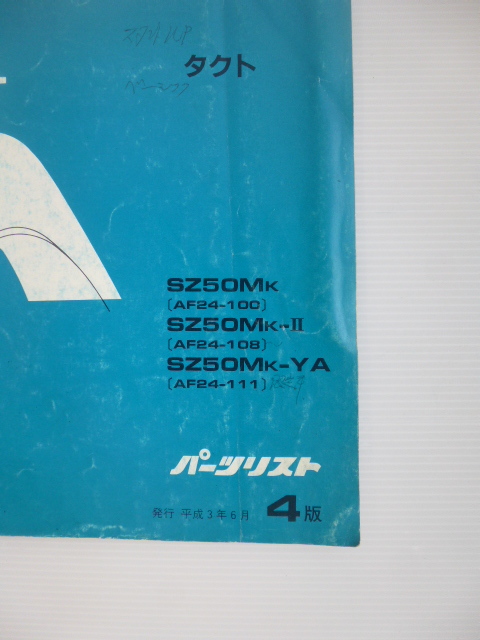 タクト
SZ50MK
(AF24-100)
SZ50MK-II
(AF24-108)
SZ50MK-YA
(AF24-111)
パーツリスト
発行 平成3年6月 4版